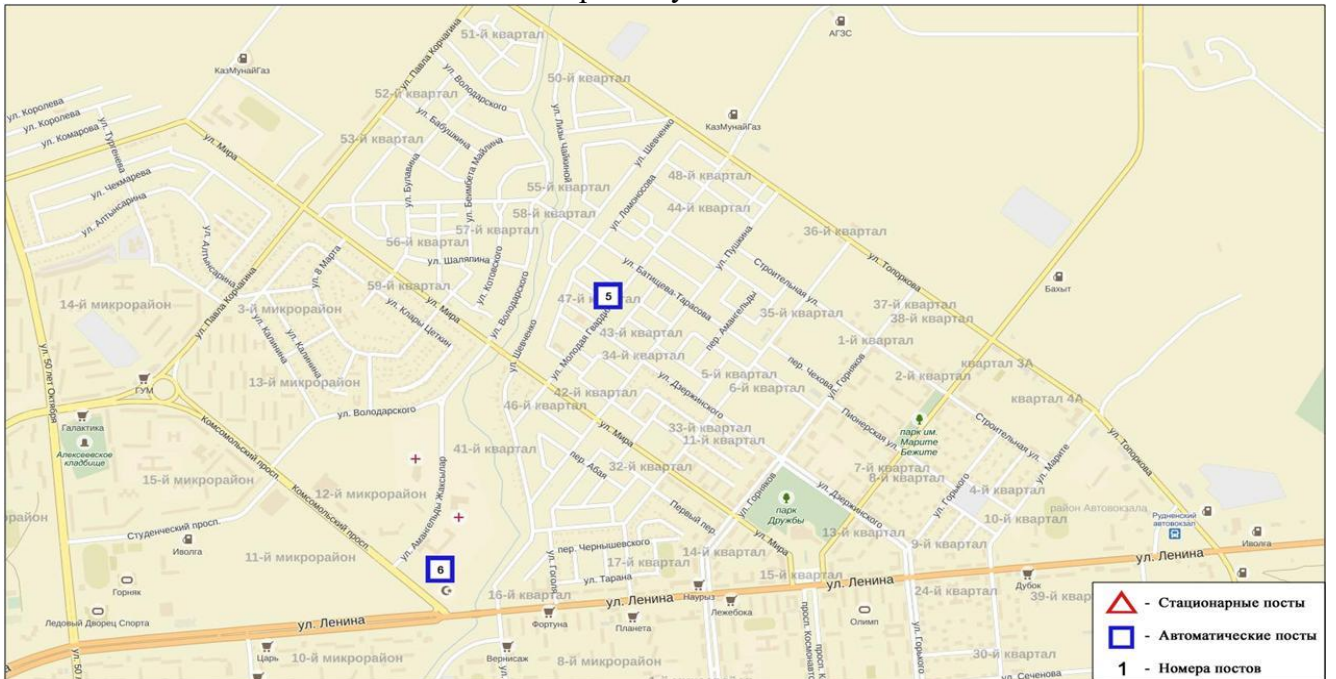 51-й квартал
АГЗС
КазМунайГаз
ул. Павла Корчагина
50-й квартал
ул. Володарского
52-й квартал
ул. Королева
ул. Королева
ул. Комарова
ул. Тургенева
ул. Бабушкина
ул. Лизы Чайкиной
ул. Шевченко
КазМунайГаз
ул. Мира
53-й квартал
ул. Беимбета Майлина
ул. Булавина
ул. Чекмарева
ул. Алтынсарина
55-й квартал
48-й квартал
ул. Ломоносова
44-й квартал
58-й квартал
57-й квартал
56-й квартал
36-й квартал
ул. Топоркова
ул. Алтынсарина
ул. 8 Марта
ул. Шаляпина
ул. Котовского
ул. Пушкина
ул. Батищева-Тарасова
Строительная ул.
Бахыт
59-й квартал
ул. Павла Корчагина
14-й микрорайон
3-й микрорайон
ул. Мира
ул. Володарского
47-й квартал
5
37-й квартал
38-й квартал
35-й квартал
пер. Амангельды
ул. Клары Цеткин
ул. Калинина
ул. Калинина
ул. Шевченко
ул. Молодая Гвардия
43-й квартал
34-й квартал
1-й квартал
квартал 3А
ул. 50 лет Октября
5-й квартал
6-й квартал
пер. Чехова
ул. Горняков
2-й квартал
ГУМ
13-й микрорайон
42-й квартал
46-й квартал
ул. Дзержинского
квартал 4А
ул. Володарского
Галактика
Алексеевское
кладбище
Комсомольский просп.
ул. Мира
33-й квартал
11-й квартал
Пионерская ул.
парк им.
Марите
Бежите
Строительная ул.
ул. Топоркова
41-й квартал
32-й квартал
пер. Абая
7-й квартал
8-й квартал
ул. Марите
15-й микрорайон
12-й микрорайон
Комсомольский просп.
ул. Амангельды Жаксылар
ул. Горняков
парк
Дружбы
ул. Дзержинского
ул. Горького
4-й квартал
10-й квартал
район Автовокзала
Студенческий просп.
Иволга
11-й микрорайон
Первый пер.
ул. Мира
13-й квартал
9-й квартал
Рудненский
автовокзал
Иволга
6
пер. Чернышевского
17-й квартал
ул. Гоголя
ул. Тарана
14-й квартал
15-й квартал
ул. Ленина
ул. Ленина
Горняк
16-й квартал
ул. Ленина
Наурыз
Лежебока
Дубок
24-й квартал
Ледовый Дворец Спорта
ул. Ленина
Фортуна
Планета
Олимп
Царь
10-й микрорайон
Вернисаж
8-й микрорайон
ул. Горького
30-й квартал
ул. Сеченова
- Стационарные посты
- Автоматические посты
1 - Номера постов